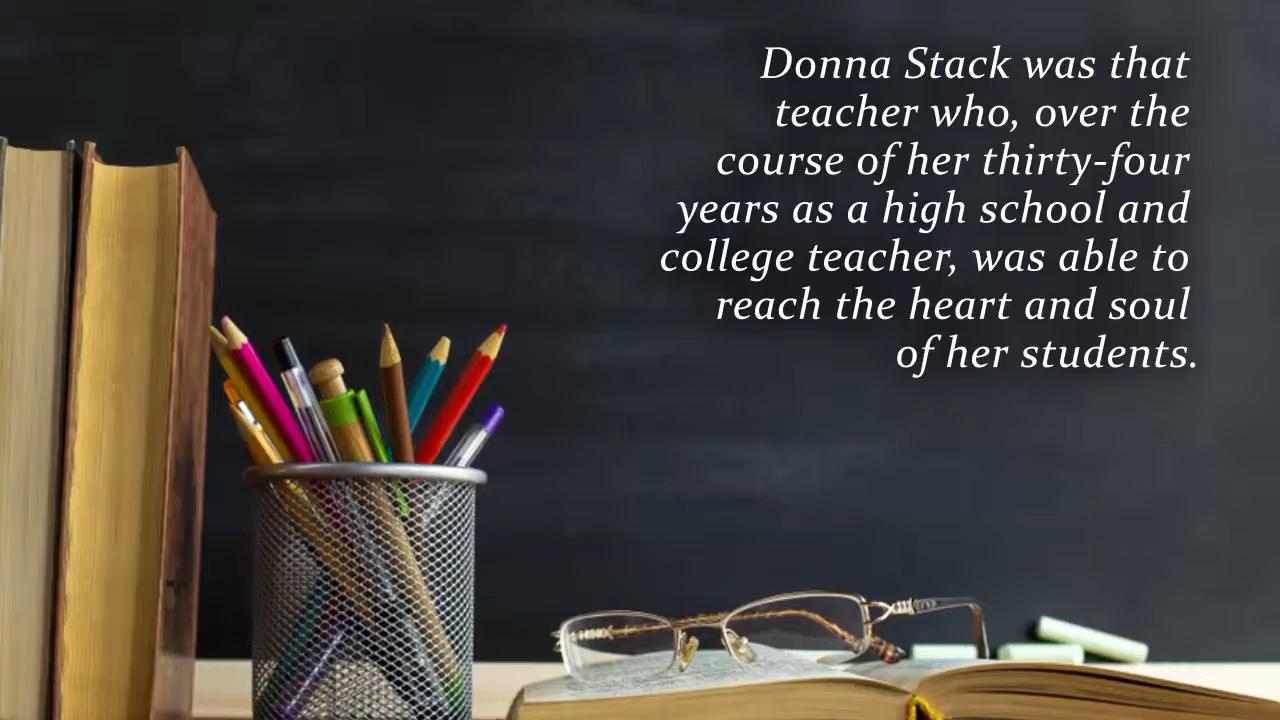 Donna Stack was that
teacher who, over the
course of her thirty-four
years as a high school and
college teacher, was able to
reach the heart and soul
of her students.